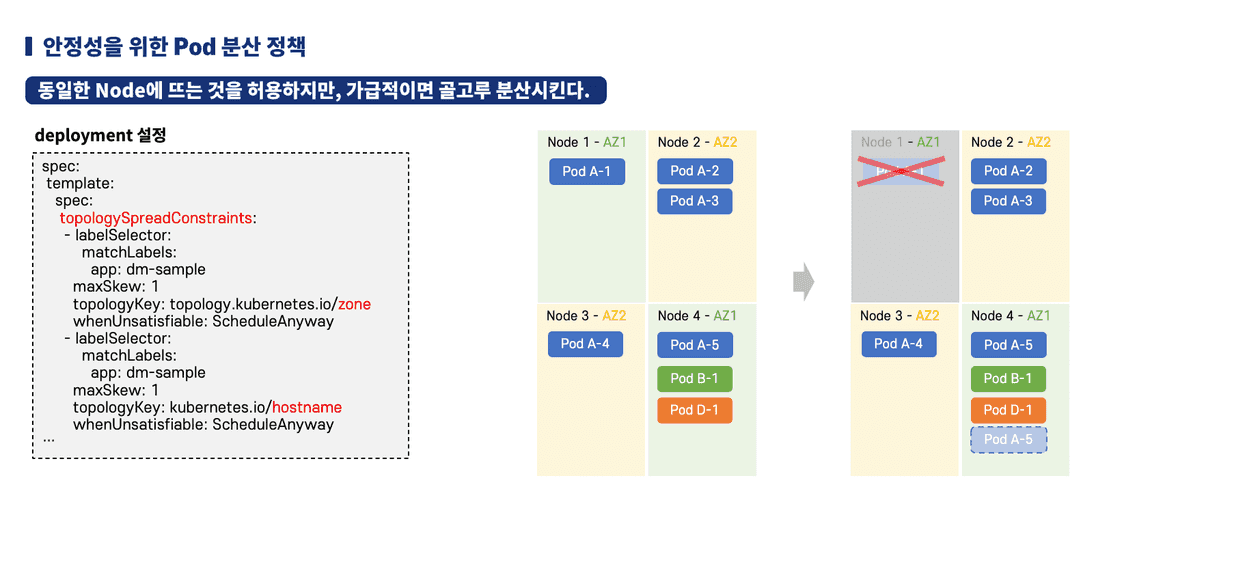 안정성을 위한 Pod 분산 정책
동일한 Node에 뜨는 것을 허용하지만, 가급적이면 골고루 분산시킨다.
deployment 설정
spec:
template:
spec:
topologySpreadConstraints:
- labelSelector:
matchLabels:
app: dm-sample
maxSkew: 1
topologyKey: topology.kubernetes.io/zone
whenUnsatisfiable: ScheduleAnyway
- labelSelector:
matchLabels:
app: dm-sample
maxSkew: 1
topologyKey: kubernetes.io/hostname
whenUnsatisfiable: ScheduleAnyway
...
Node 1 - AZ1
Pod A-1
Node 2 - AZ2
Pod A-2
Pod A-3
Node 3 - AZ2
Pod A-4
Node 4 - AZ1
Pod A-5
Pod B-1
Pod D-1
Node 1 - AZ1
Node 2 - AZ2
Pod A-2
Pod A-3
Node 3 - AZ2
Pod A-4
Node 4 - AZ1
Pod A-5
Pod B-1
Pod D-1
Pod A-5